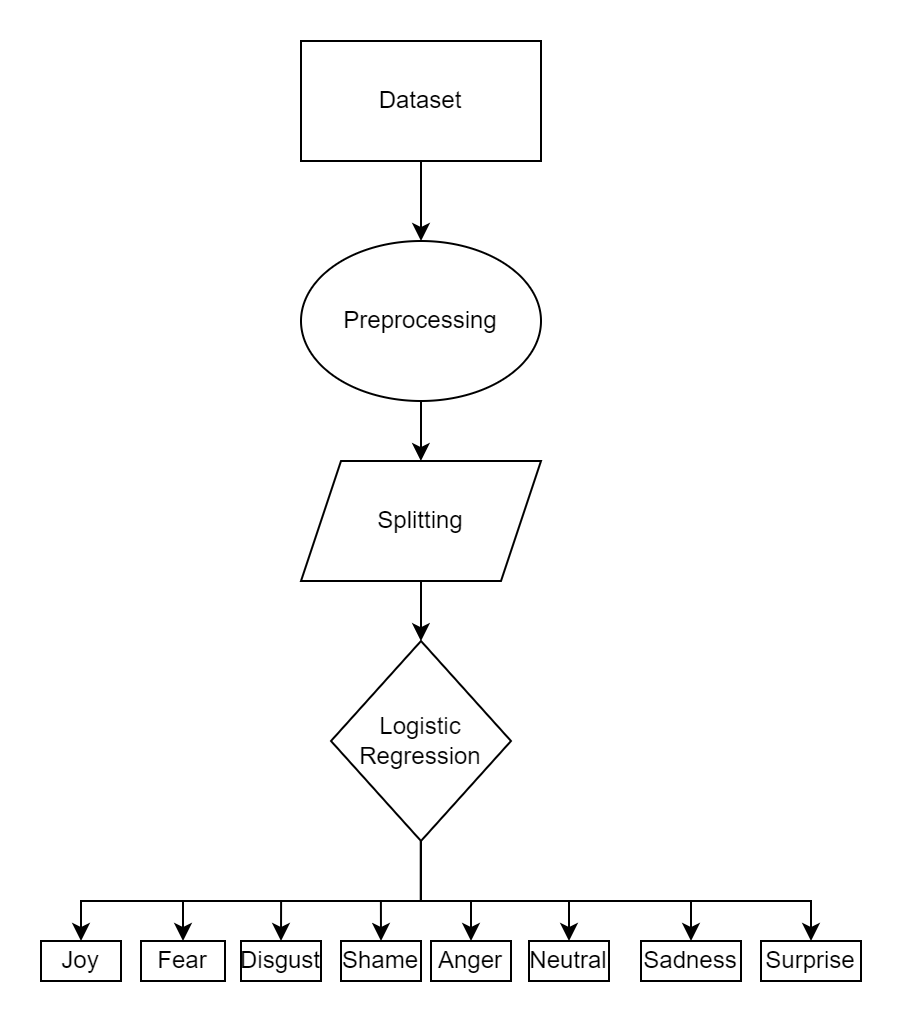 Dataset
Preprocessing
Splitting
Logistic
Regression
Joy
Fear
Disgust
Shame
Anger
Neutral
Sadness
Surprise